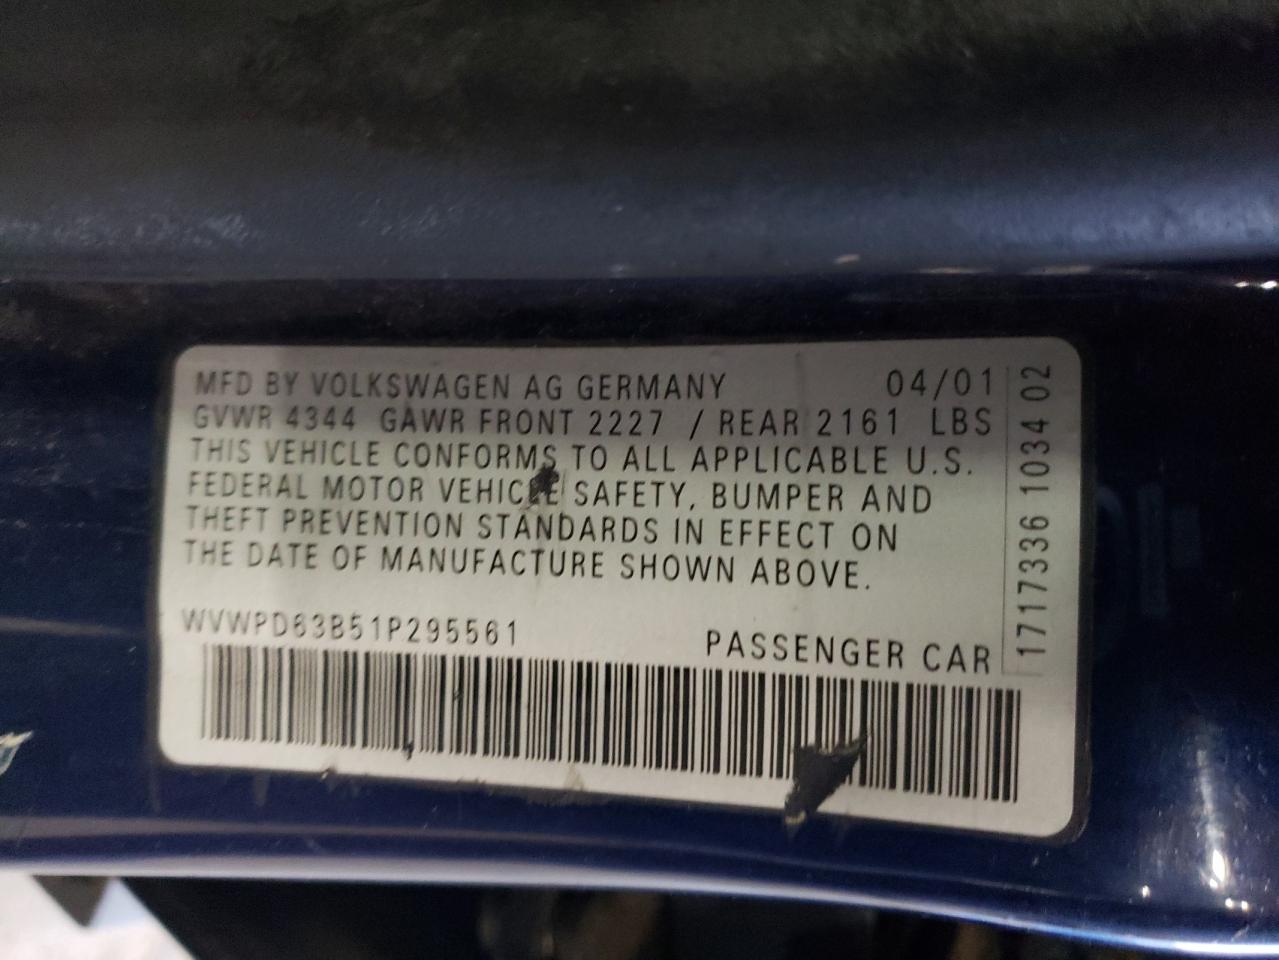 MFD BY VOLKSWAGEN AG GERMANY 04/01
GVWR 4344 GAWR FRONT 2227 / REAR 2161 LBS
THIS VEHICLE CONFORMS TO ALL APPLICABLE U.S.
FEDERAL MOTOR VEHICLE SAFETY, BUMPER AND
THEFT PREVENTION STANDARDS IN EFFECT ON
THE DATE OF MANUFACTURE SHOWN ABOVE.
WVWPD63B51P295561 PASSENGER CAR
17173361034 02